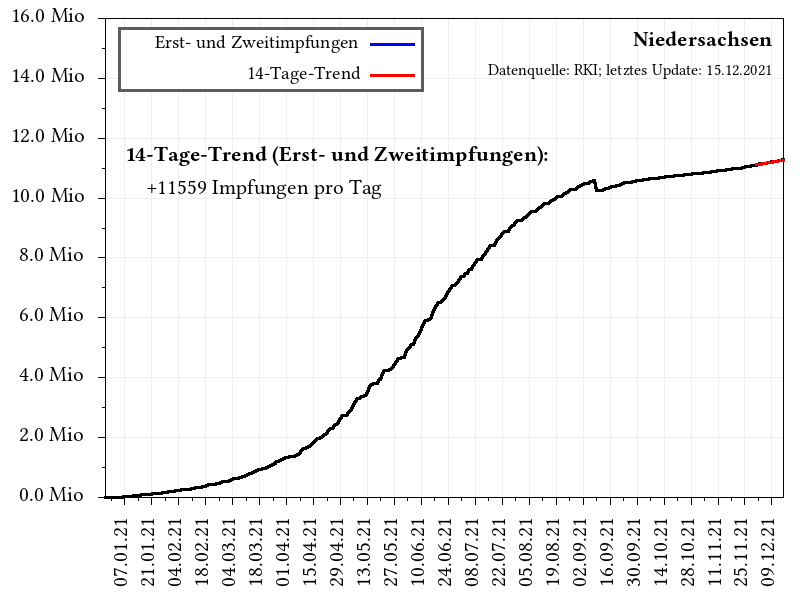 16.0 Mio
14.0 Mio
12.0 Mio
10.0 Mio
8.0 Mio
6.0 Mio
4.0 Mio
2.0 Mio
0.0 Mio
Erst- und Zweitimpfungen
14-Tage-Trend
Niedersachsen
Datenquelle: RKI; letztes Update: 15.12.2021
14-Tage-Trend (Erst- und Zweitimpfungen):
+11559 Impfungen pro Tag
07.01.21
21.01.21
04.02.21
18.02.21
04.03.21
18.03.21
01.04.21
15.04.21
29.04.21
13.05.21
27.05.21
10.06.21
24.06.21
08.07.21
22.07.21
05.08.21
19.08.21
02.09.21
16.09.21
30.09.21
14.10.21
28.10.21
11.11.21
25.11.21
09.12.21